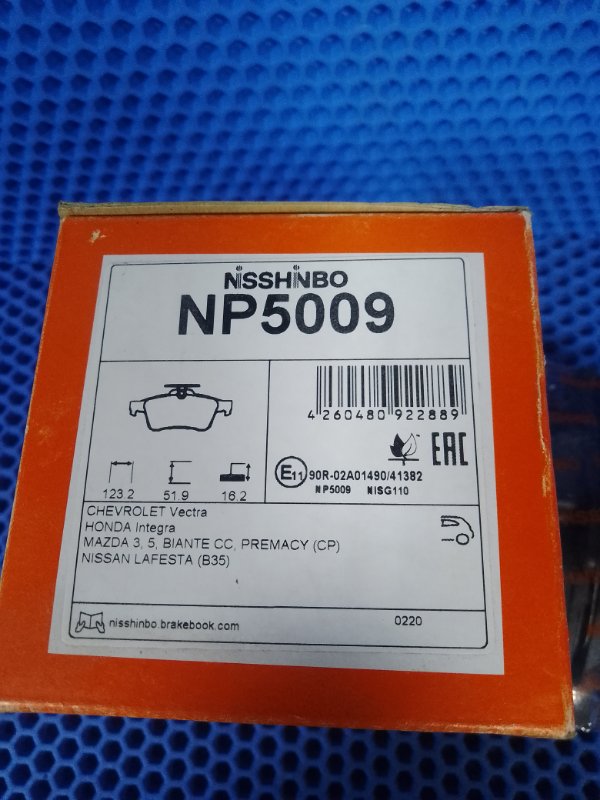 NiSSHiNBO
NP5009
4 260480 922889
EAC
E11 90R-02A01490/41382
NP5009 NISG110
123.2 51.9 16.2
CHEVROLET Vectra
HONDA Integra
MAZDA 3, 5, BIANTE CC, PREMACY (CP)
NISSAN LAFESTA (B35)
nisshinbo.brakebook.com 0220